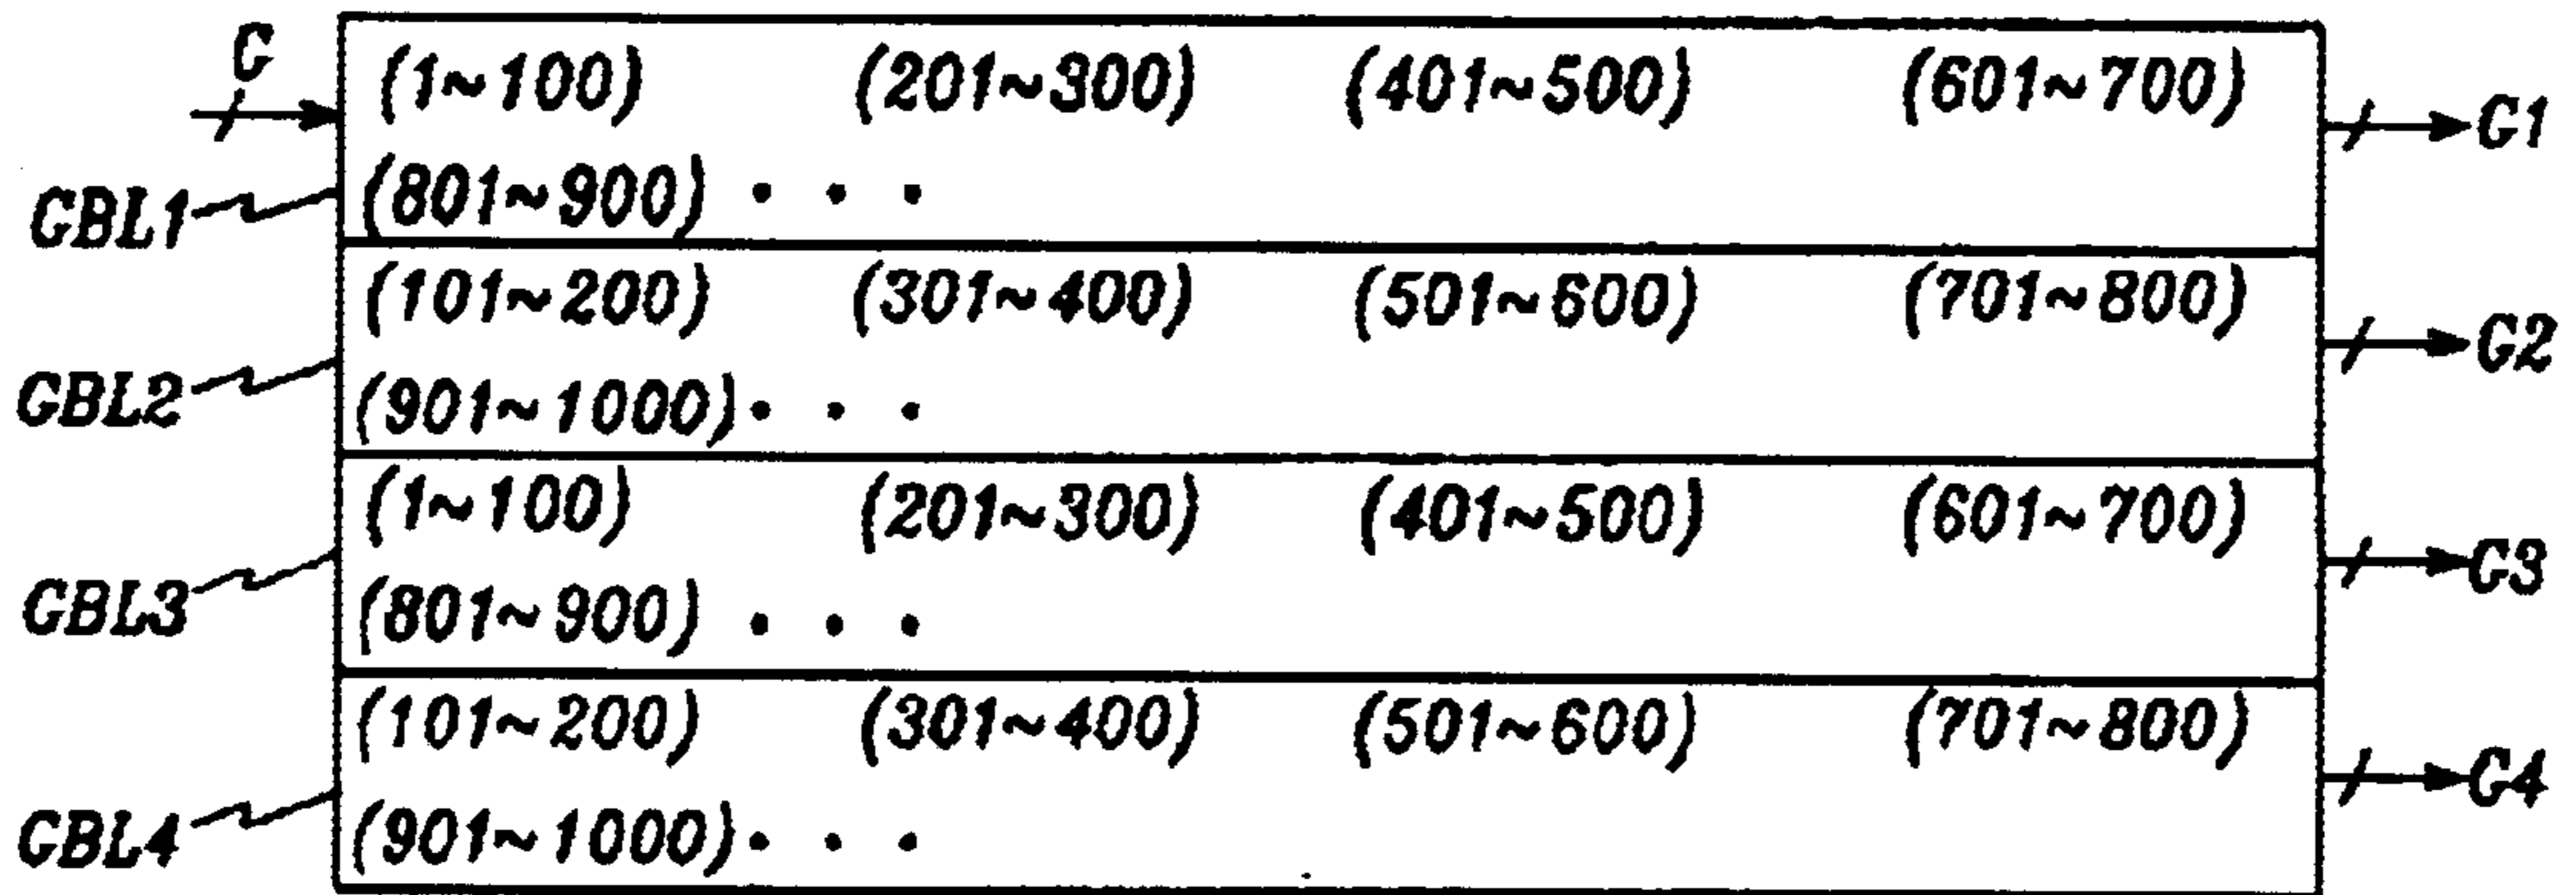 G (1~100) (201~300) (401~500) (601~700) G1
GBL1 (801~900) · · ·
(101~200) (301~400) (501~600) (701~800) G2
GBL2 (901~1000) · · ·
(1~100) (201~300) (401~500) (601~700) G3
GBL3 (801~900) · · ·
(101~200) (301~400) (501~600) (701~800) G4
GBL4 (901~1000) · · ·